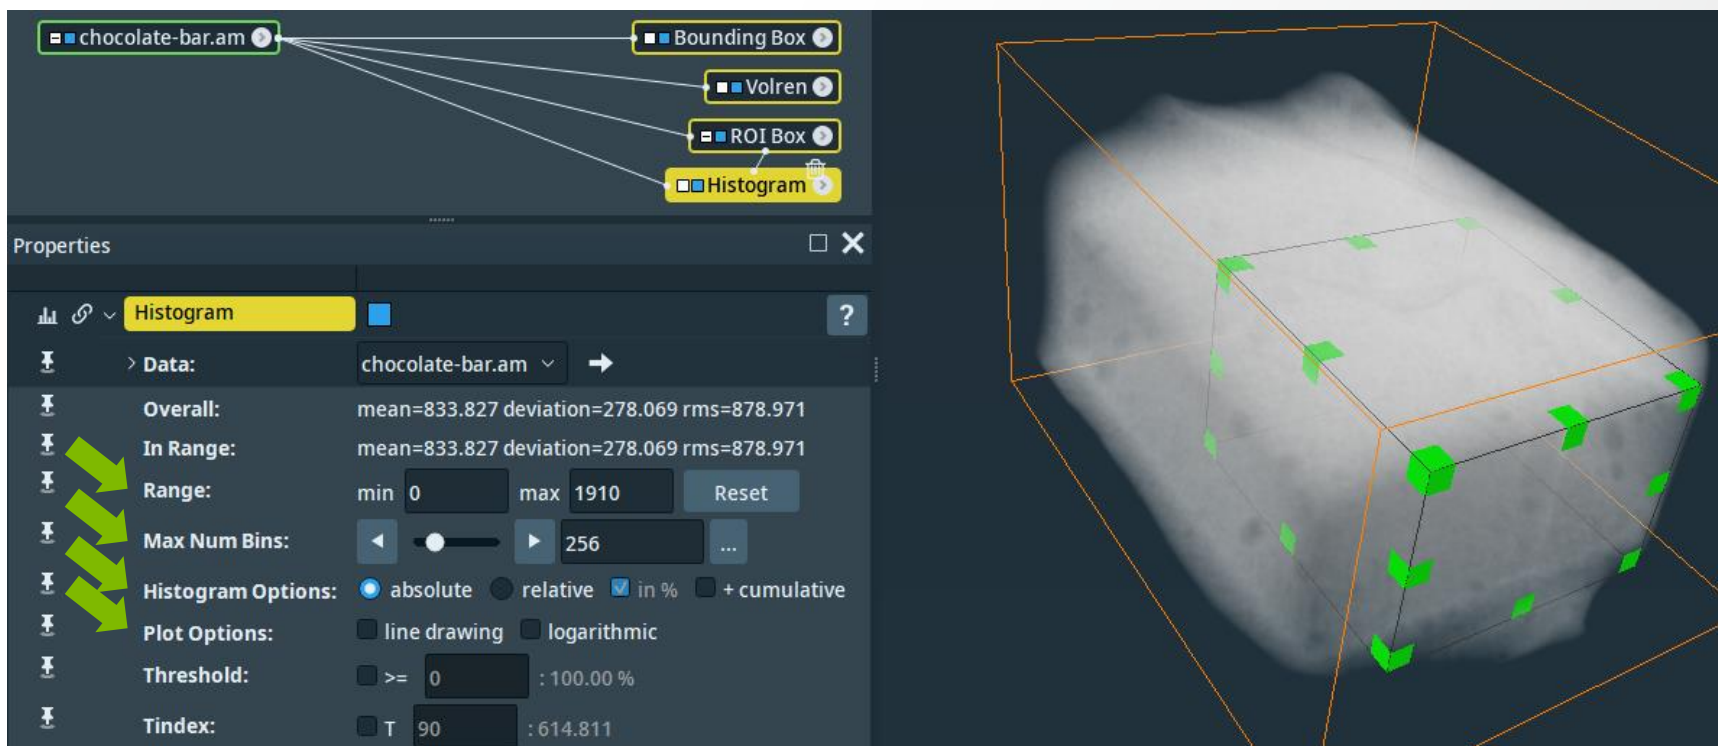 chocolate-bar.am
Bounding Box
Volren
ROI Box
Histogram
Properties
Histogram ?
Data: chocolate-bar.am
Overall: mean=833.827 deviation=278.069 rms=878.971
In Range: mean=833.827 deviation=278.069 rms=878.971
Range: min 0 max 1910 Reset
Max Num Bins: 256 ...
Histogram Options: absolute relative in % + cumulative
Plot Options: line drawing logarithmic
Threshold: >= 0 : 100.00 %
Tindex: T 90 : 614.811